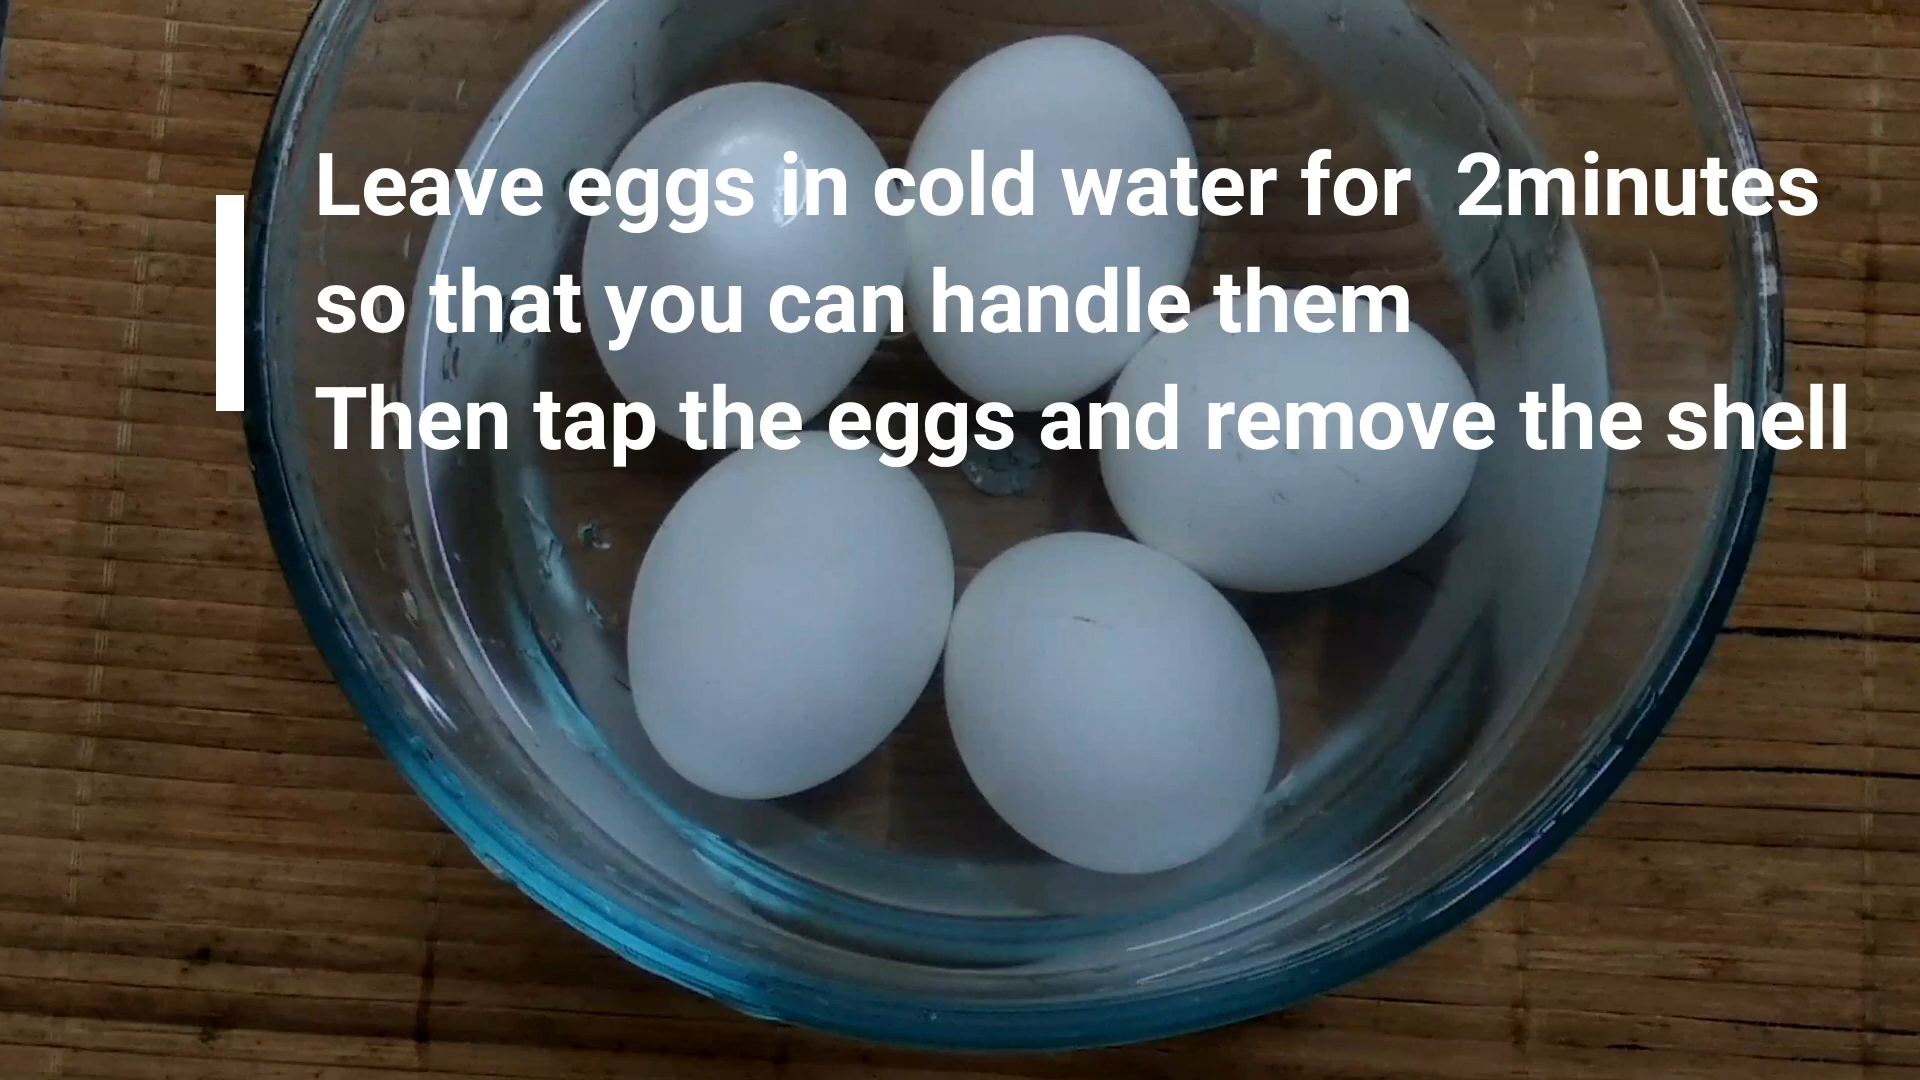 Leave eggs in cold water for  2minutes
so that you can handle them
Then tap the eggs and remove the shell